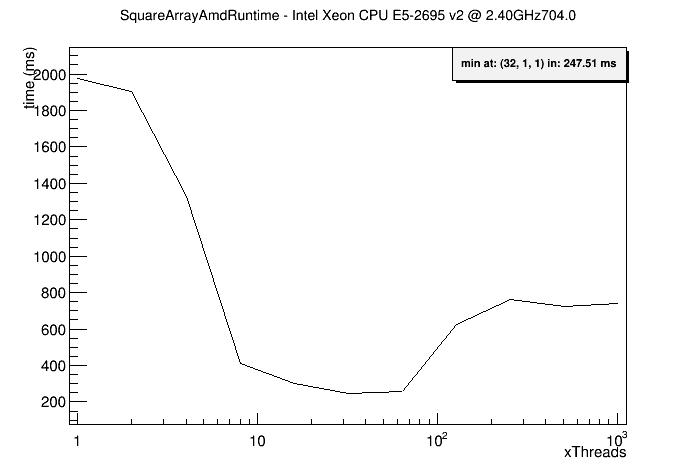 SquareArrayAmdRuntime - Intel Xeon CPU E5-2695 v2 @ 2.40GHz704.0
time (ms)
min at: (32, 1, 1) in: 247.51 ms
2000
1800
1600
1400
1200
1000
800
600
400
200
1 10 10² 10³
xThreads